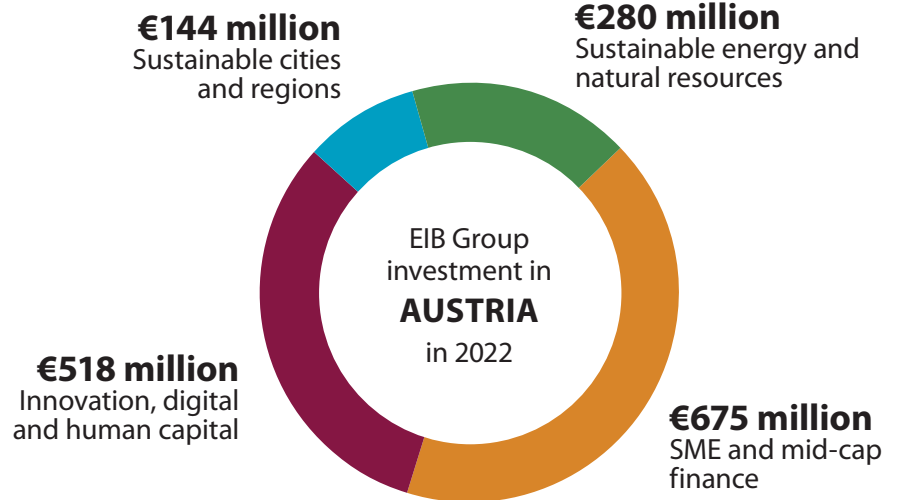 €144 million
Sustainable cities
and regions
€280 million
Sustainable energy and
natural resources
EIB Group
investment in
AUSTRIA
in 2022
€518 million
Innovation, digital
and human capital
€675 million
SME and mid-cap
finance